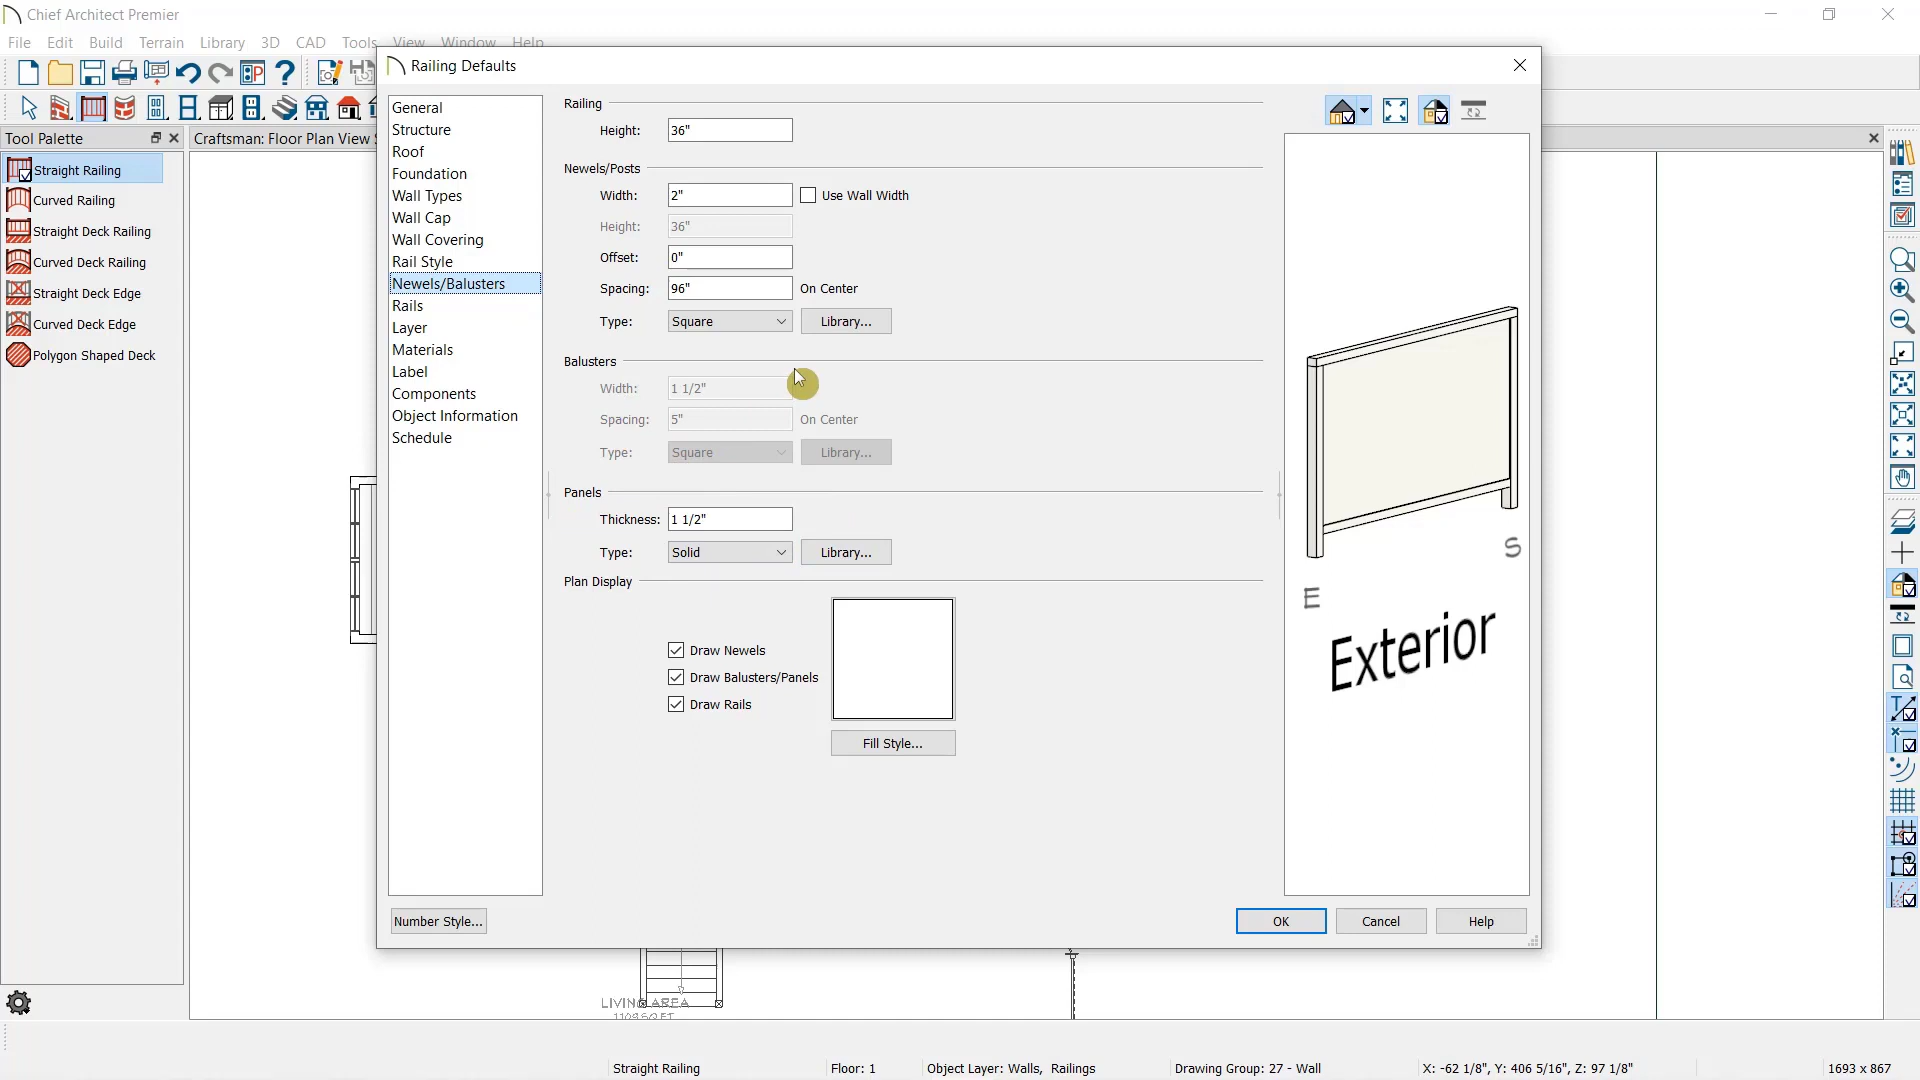 Chief Architect Premier
File Edit Build Terrain Library 3D CAD Tools View Window Help
Railing Defaults
Tool Palette
Craftsman: Floor Plan View
Straight Railing
Curved Railing
Straight Deck Railing
Curved Deck Railing
Straight Deck Edge
Curved Deck Edge
Polygon Shaped Deck
General
Structure
Roof
Foundation
Wall Types
Wall Cap
Wall Covering
Rail Style
Newels/Balusters
Rails
Layer
Materials
Label
Components
Object Information
Schedule
Number Style...
Railing
Height: 36"
Newels/Posts
Width: 2" Use Wall Width
Height: 36"
Offset: 0"
Spacing: 96" On Center
Type: Square Library...
Balusters
Width: 1 1/2"
Spacing: 5" On Center
Type: Square Library...
Panels
Thickness: 1 1/2"
Type: Solid Library...
Plan Display
Draw Newels
Draw Balusters/Panels
Draw Rails
Fill Style...
S
E
Exterior
OK Cancel Help
LIVING AREA
Straight Railing Floor: 1 Object Layer: Walls, Railings Drawing Group: 27 - Wall X: -62 1/8", Y: 406 5/16", Z: 97 1/8" 1693 x 867